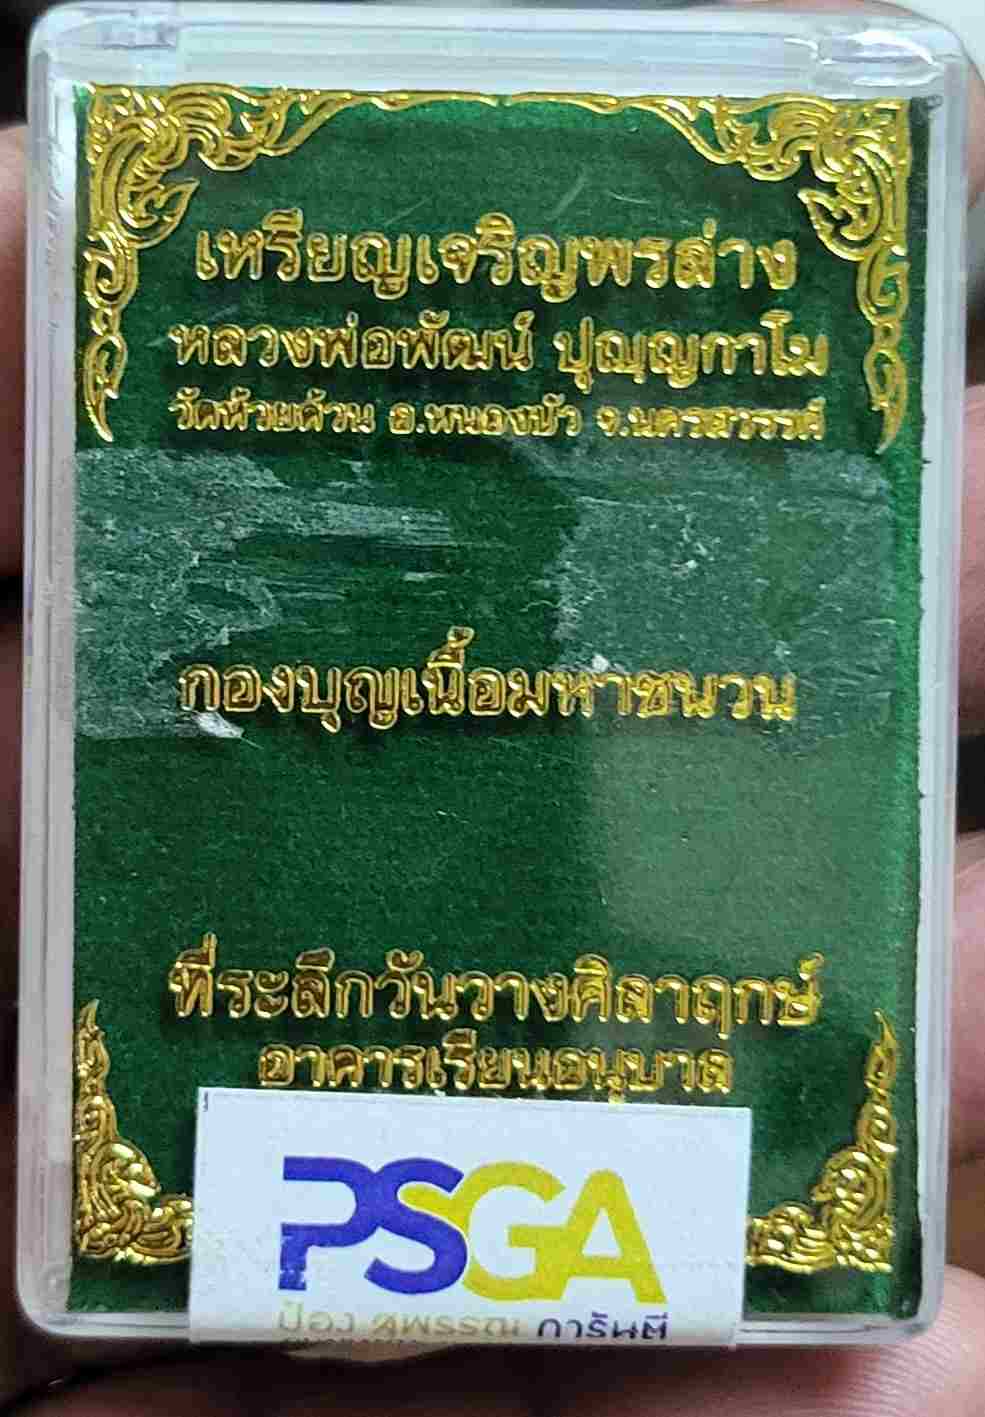 เหรียญเจริญพรล่าง
หลวงพ่อพัฒน์ ปุญฺญกาโม
วัดห้วยด้วน อ.หนองบัว จ.นครสวรรค์
กองบุญเนื้อมหาชนวน
ที่ระลึกวันวางศิลาฤกษ์
อาคารเรียนอนุบาล
PSGA
ป๋อง สุพรรณ การันตี